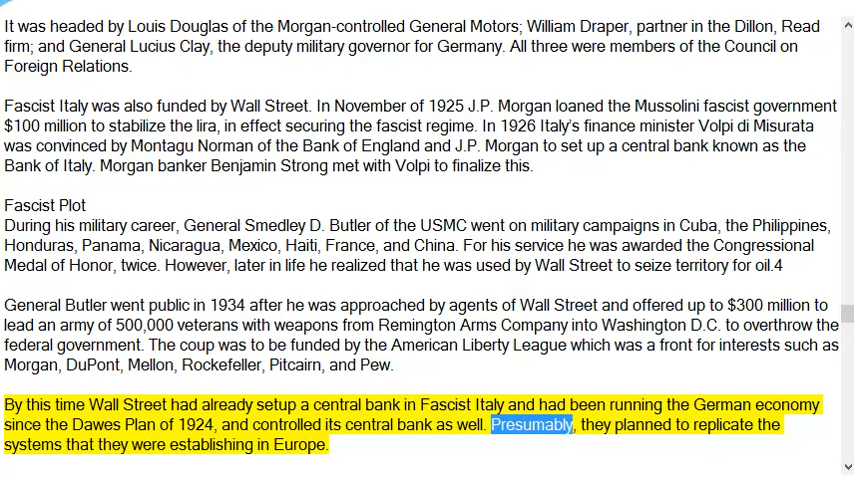 It was headed by Louis Douglas of the Morgan-controlled General Motors; William Draper, partner in the Dillon, Read
firm; and General Lucius Clay, the deputy military governor for Germany. All three were members of the Council on
Foreign Relations.
Fascist Italy was also funded by Wall Street. In November of 1925 J.P. Morgan loaned the Mussolini fascist government
$100 million to stabilize the lira, in effect securing the fascist regime. In 1926 Italy's finance minister Volpi di Misurata
was convinced by Montagu Norman of the Bank of England and J.P. Morgan to set up a central bank known as the
Bank of Italy. Morgan banker Benjamin Strong met with Volpi to finalize this.
Fascist Plot
During his military career, General Smedley D. Butler of the USMC went on military campaigns in Cuba, the Philippines,
Honduras, Panama, Nicaragua, Mexico, Haiti, France, and China. For his service he was awarded the Congressional
Medal of Honor, twice. However, later in life he realized that he was used by Wall Street to seize territory for oil.4
General Butler went public in 1934 after he was approached by agents of Wall Street and offered up to $300 million to
lead an army of 500,000 veterans with weapons from Remington Arms Company into Washington D.C. to overthrow the
federal government. The coup was to be funded by the American Liberty League which was a front for interests such as
Morgan, DuPont, Mellon, Rockefeller, Pitcairn, and Pew.
By this time Wall Street had already setup a central bank in Fascist Italy and had been running the German economy
since the Dawes Plan of 1924, and controlled its central bank as well. Presumably, they planned to replicate the
systems that they were establishing in Europe.